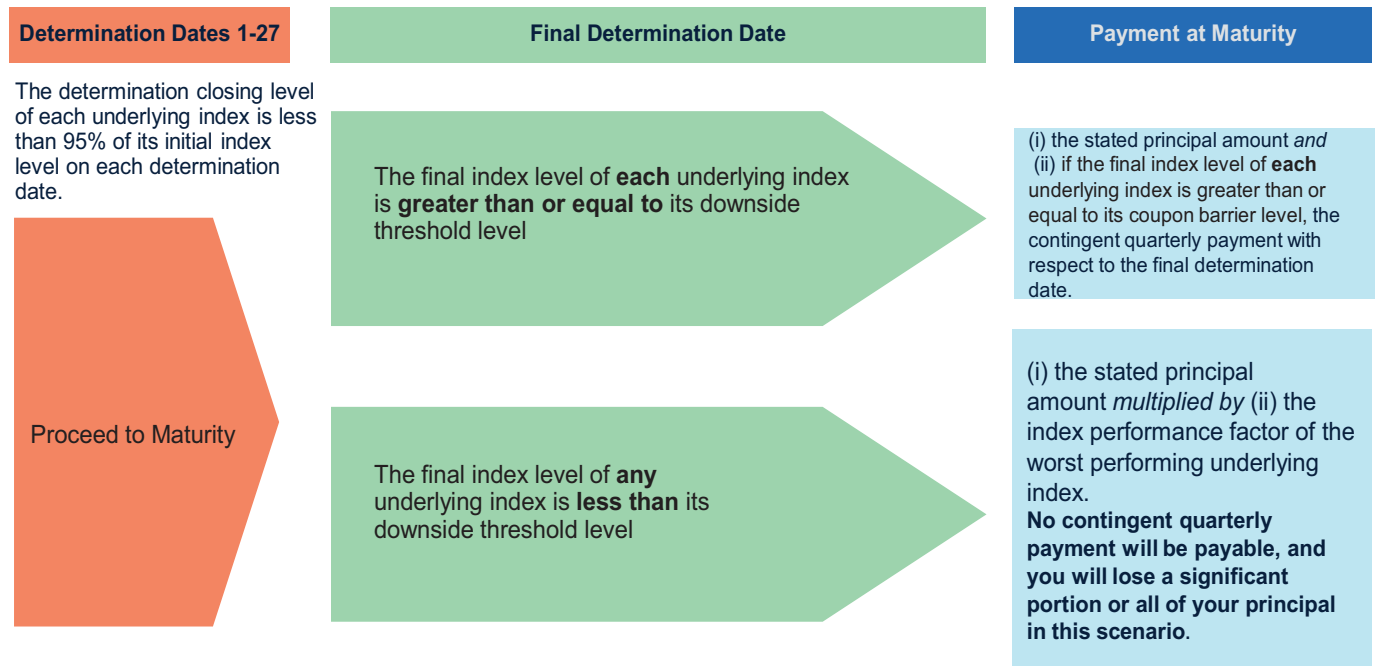 Determination Dates 1-27
Final Determination Date
Payment at Maturity
The determination closing level
of each underlying index is less
than 95% of its initial index
level on each determination
date.
Proceed to Maturity
The final index level of each underlying index
is greater than or equal to its downside
threshold level
(i) the stated principal amount and
(ii) if the final index level of each
underlying index is greater than or
equal to its coupon barrier level, the
contingent quarterly payment with
respect to the final determination
date.
The final index level of any
underlying index is less than its
downside threshold level
(i) the stated principal
amount multiplied by (ii) the
index performance factor of the
worst performing underlying
index.
No contingent quarterly
payment will be payable, and
you will lose a significant
portion or all of your principal
in this scenario.